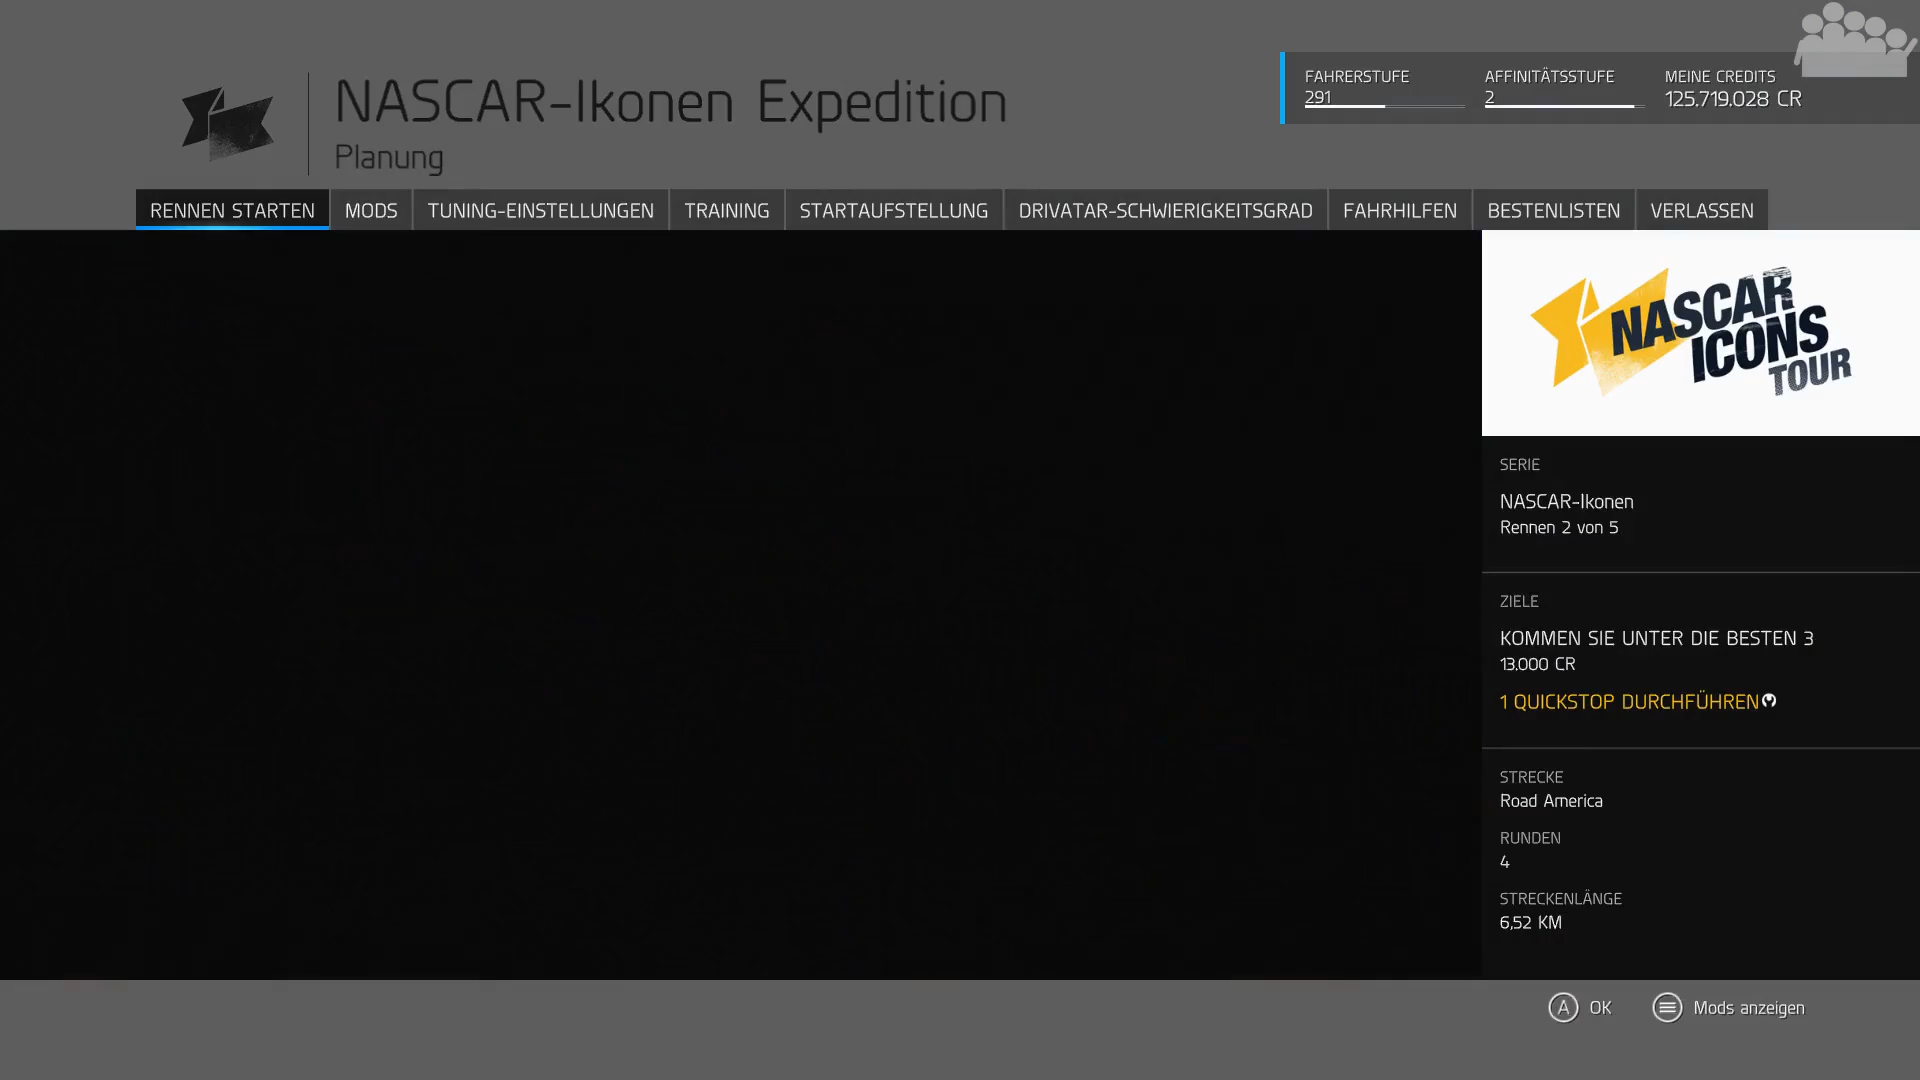 NASCAR-Ikonen Expedition
Planung
FAHRERSTUFE
291
AFFINITÄTSSTUFE
2
MEINE CREDITS
125.719.028 CR
RENNEN STARTEN
MODS
TUNING-EINSTELLUNGEN
TRAINING
STARTAUFSTELLUNG
DRIVATAR-SCHWIERIGKEITSGRAD
FAHRHILFEN
BESTENLISTEN
VERLASSEN
NASCAR
ICONS
TOUR
SERIE
NASCAR-Ikonen
Rennen 2 von 5
ZIELE
KOMMEN SIE UNTER DIE BESTEN 3
13.000 CR
1 QUICKSTOP DURCHFÜHREN
STRECKE
Road America
RUNDEN
4
STRECKENLÄNGE
6,52 KM
A OK
Mods anzeigen